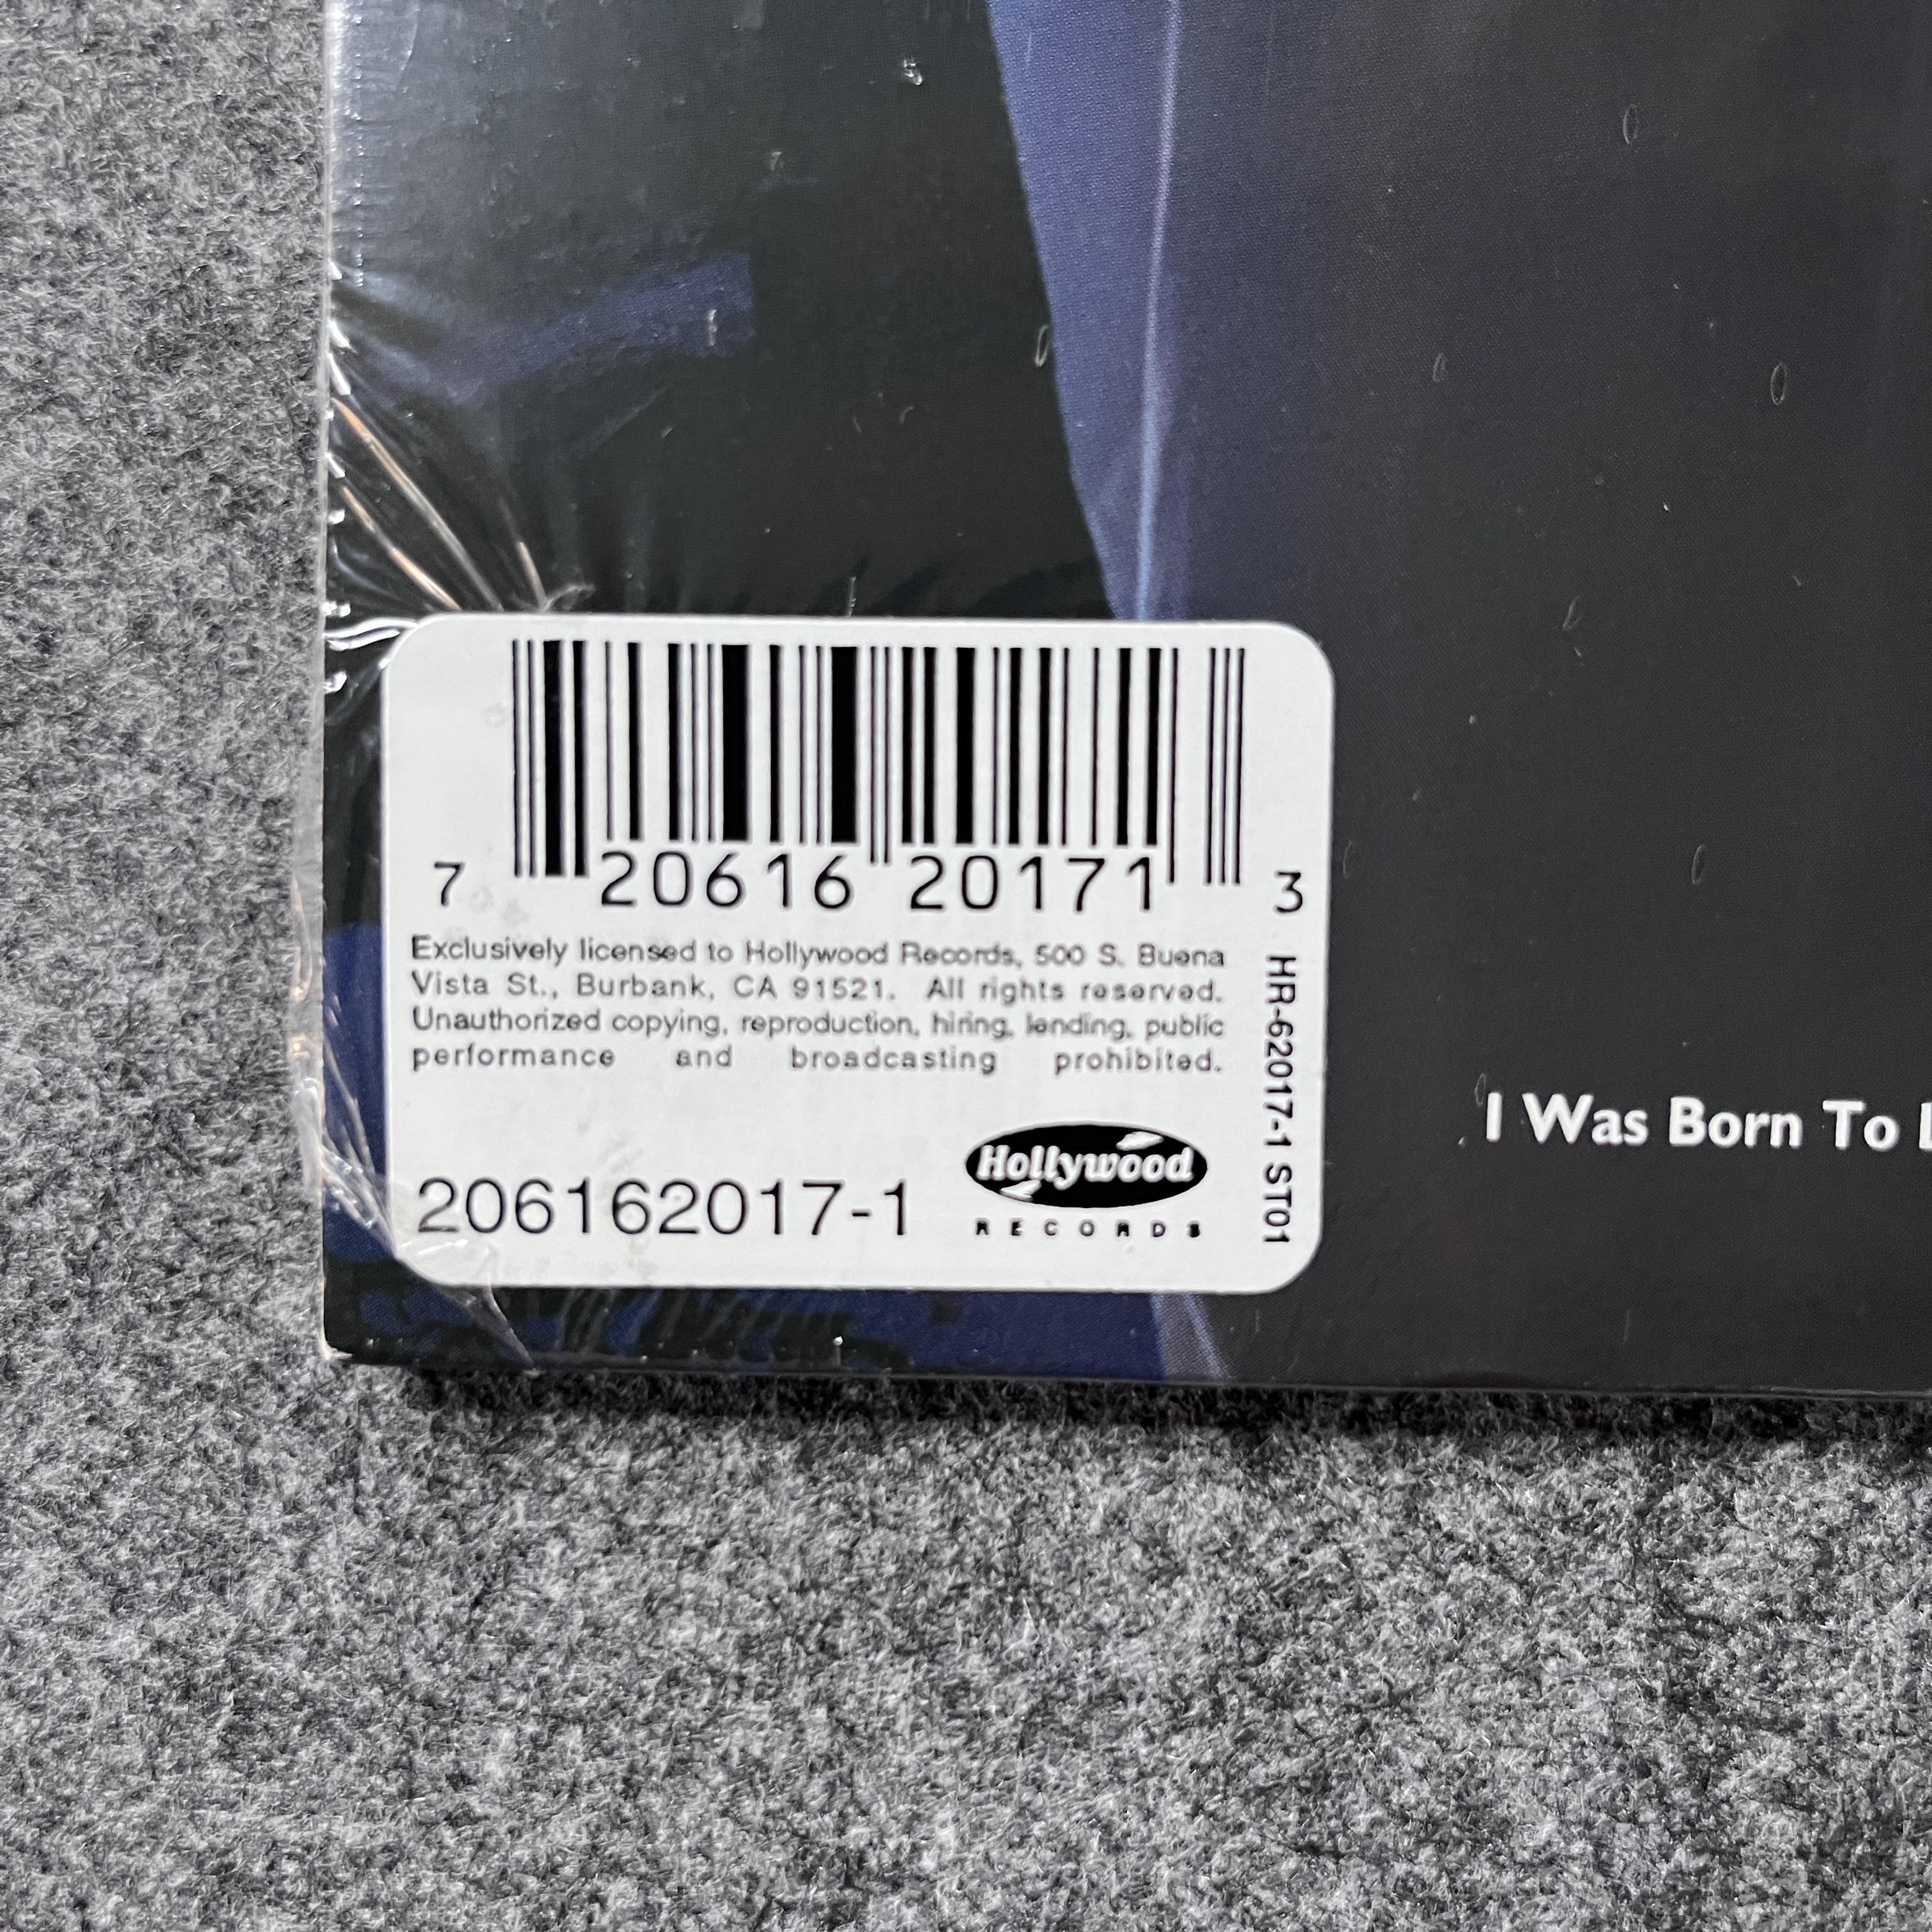 7 20616 20171 3
Exclusively licensed to Hollywood Records, 500 S. Buena
Vista St., Burbank, CA 91521. All rights reserved.
Unauthorized copying, reproduction, hiring, lending, public
performance and broadcasting prohibited.
206162017-1
Hollywood
RECORDS
HR-62017-1 ST01
I Was Born To